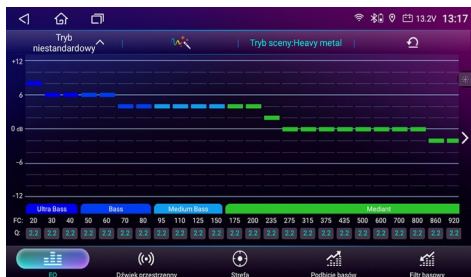 13.2V 13:17
Tryb niestandardowy
Tryb sceny:Heavy metal
+12
6
0 dB
-6
-12
Ultra Bass Bass Medium Bass Mediant
FC: 20 30 40 50 60 70 80 95 110 125 150 175 200 235 275 315 375 435 500 600 700 800 860 920
Q: 2.2 2.2 2.2 2.2 2.2 2.2 2.2 2.2 2.2 2.2 2.2 2.2 2.2 2.2 2.2 2.2 2.2 2.2 2.2 2.2 2.2 2.2 2.2 2.2
EQ Dźwięk przestrzenny Strefa Podbicie basów Filtr basowy